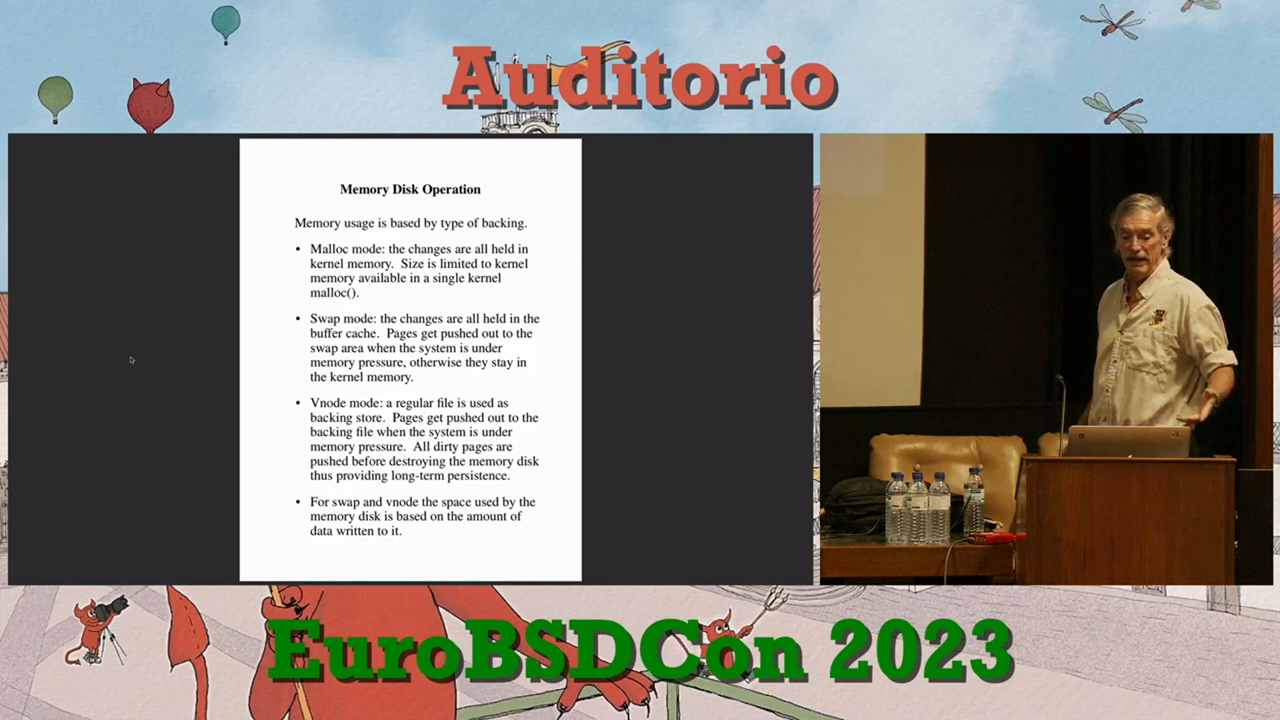 Auditorio
Memory Disk Operation
Memory usage is based by type of backing.
• Malloc mode: the changes are all held in
kernel memory. Size is limited to kernel
memory available in a single kernel
malloc().
• Swap mode: the changes are all held in the
buffer cache. Pages get pushed out to the
swap area when the system is under
memory pressure, otherwise they stay in
the kernel memory.
• Vnode mode: a regular file is used as
backing store. Pages get pushed out to the
backing file when the system is under
memory pressure. All dirty pages are
pushed before destroying the memory disk
thus providing long-term persistence.
• For swap and vnode the space used by the
memory disk is based on the amount of
data written to it.
EuroBSDCon 2023